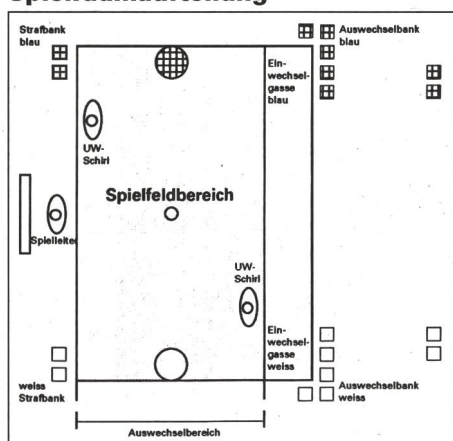 Strafbank
blau
Auswechselbank
blau
Ein-
wechsel-
gasse
blau
UW-
Schiri
Spielfeldbereich
Spielleiter
UW-
Schiri
Ein-
wechsel-
gasse
weiss
weiss
Strafbank
Auswechselbank
weiss
Auswechselbereich